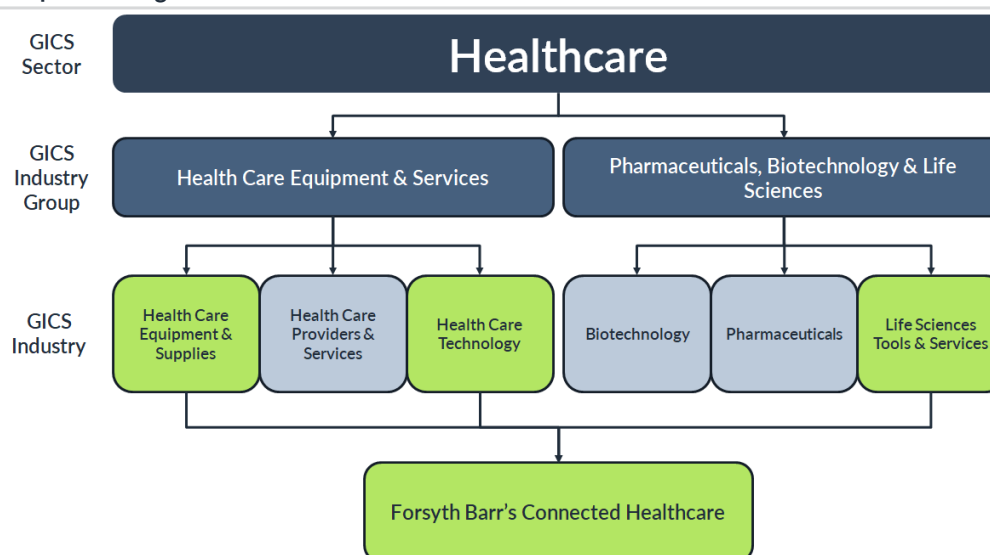 GICS
Sector
Healthcare
GICS
Industry
Group
Health Care Equipment & Services
Pharmaceuticals, Biotechnology & Life
Sciences
GICS
Industry
Health Care
Equipment &
Supplies
Health Care
Providers &
Services
Health Care
Technology
Biotechnology
Pharmaceuticals
Life Sciences
Tools & Services
Forsyth Barr's Connected Healthcare